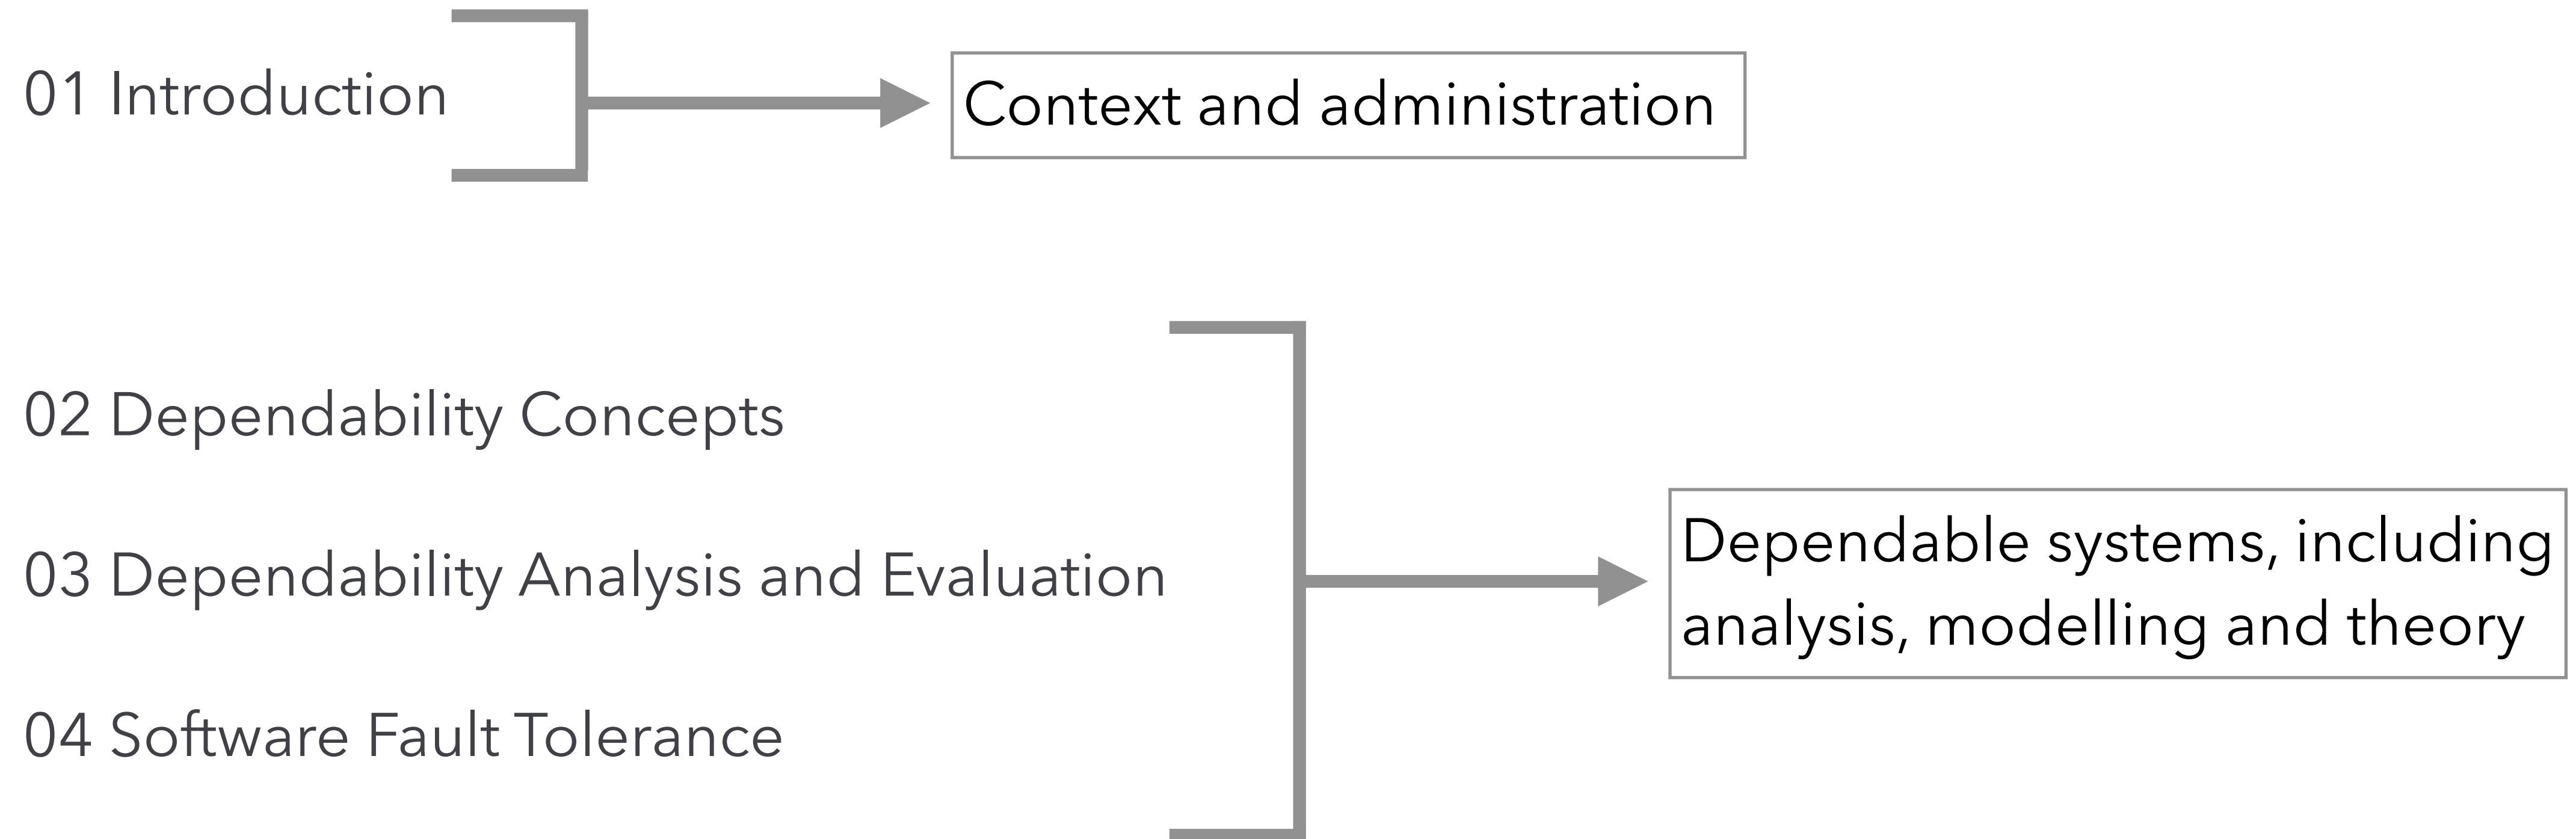 01 Introduction
Context and administration
02 Dependability Concepts
03 Dependability Analysis and Evaluation
Dependable systems, including
analysis, modelling and theory
04 Software Fault Tolerance